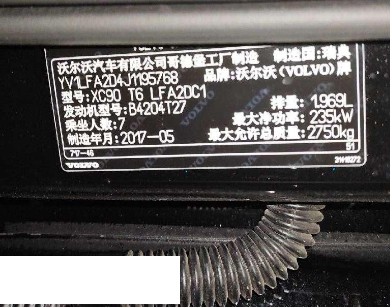 沃尔沃汽车有限公司哥德堡工厂制造 制造国:瑞典
YV1LFA2D4J1195768 品牌:沃尔沃(VOLVO)牌
型号:XC90 T6 LFA2DC1
发动机型号:B4204T27 排量:1.969L
乘坐人数:7 最大净功率:235kW
制造年月:2017-05 最大允许总质量:2750kg
717-46 51
VOLVO